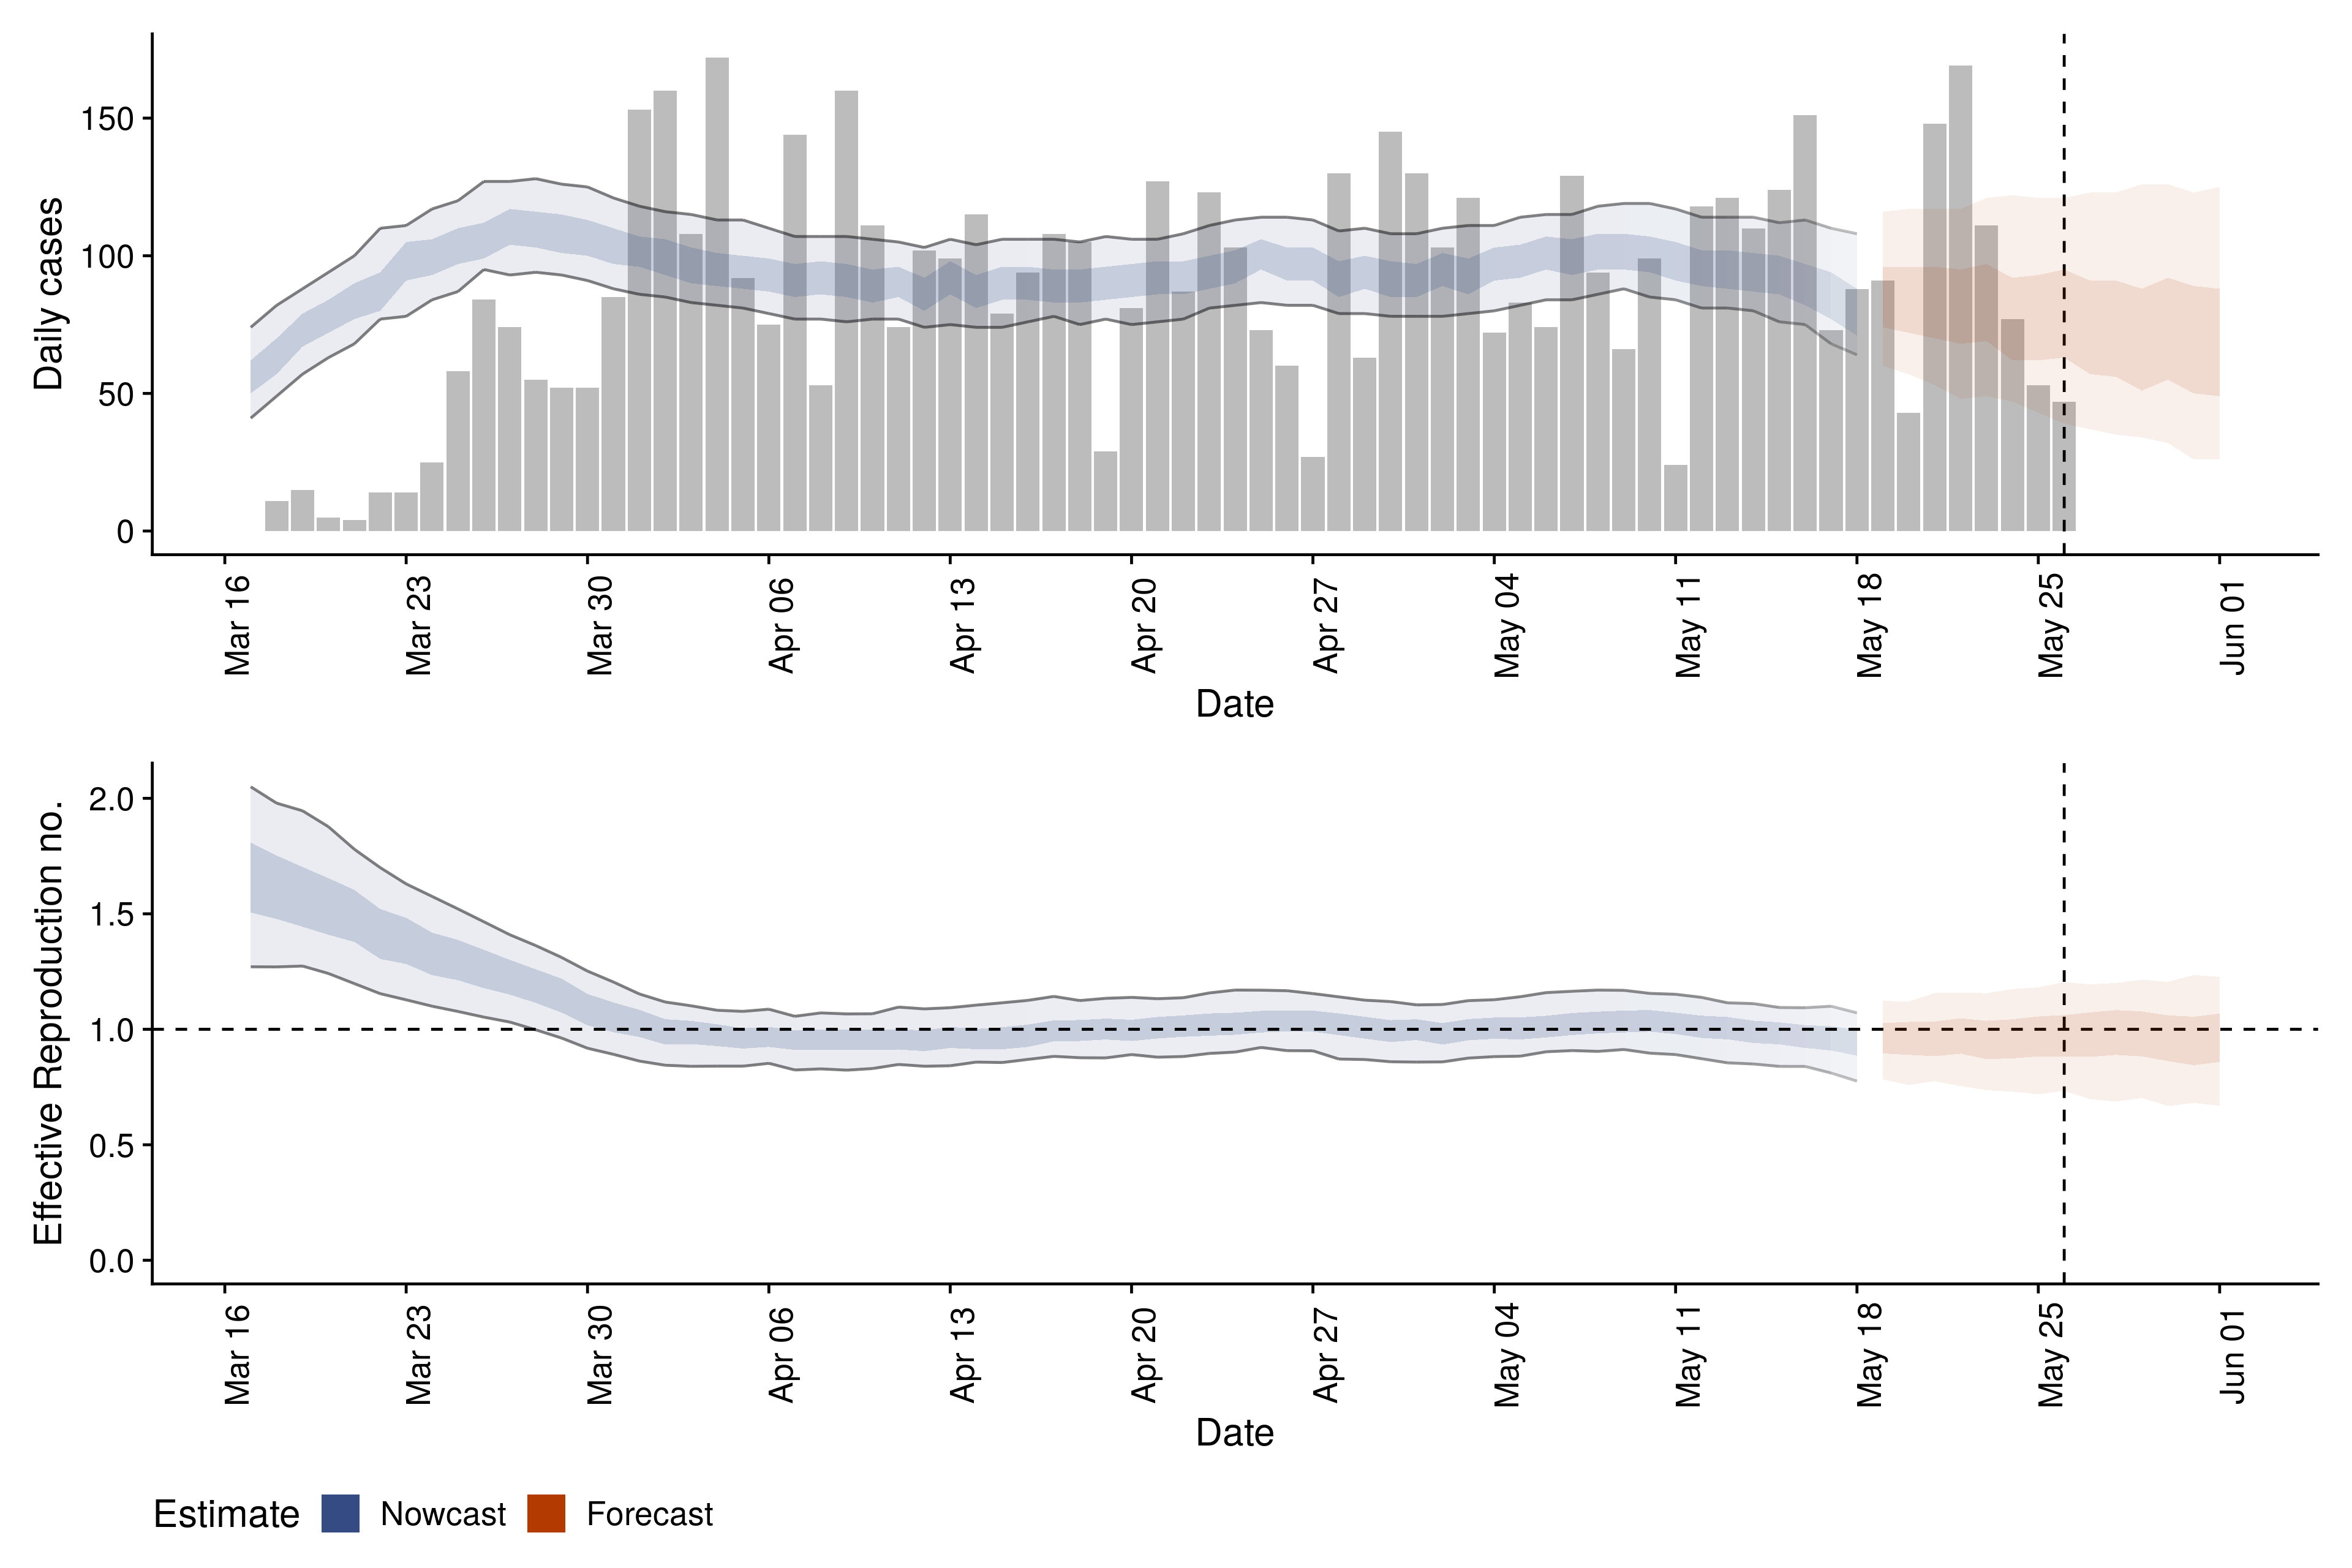 Daily cases
150
100
50
0
Mar 16
Mar 23
Mar 30
Apr 06
Apr 13
Apr 20
Apr 27
May 04
May 11
May 18
May 25
Jun 01
Date
Effective Reproduction no.
2.0
1.5
1.0
0.5
0.0
Mar 16
Mar 23
Mar 30
Apr 06
Apr 13
Apr 20
Apr 27
May 04
May 11
May 18
May 25
Jun 01
Date
Estimate Nowcast Forecast